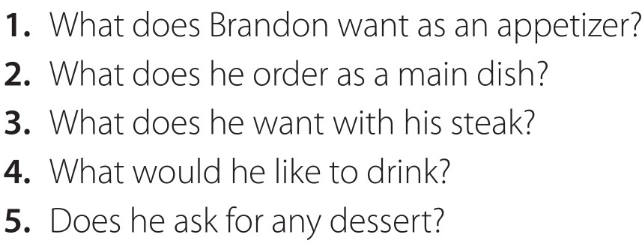 1. What does Brandon want as an appetizer?
2. What does he order as a main dish?
3. What does he want with his steak?
4. What would he like to drink?
5. Does he ask for any dessert?